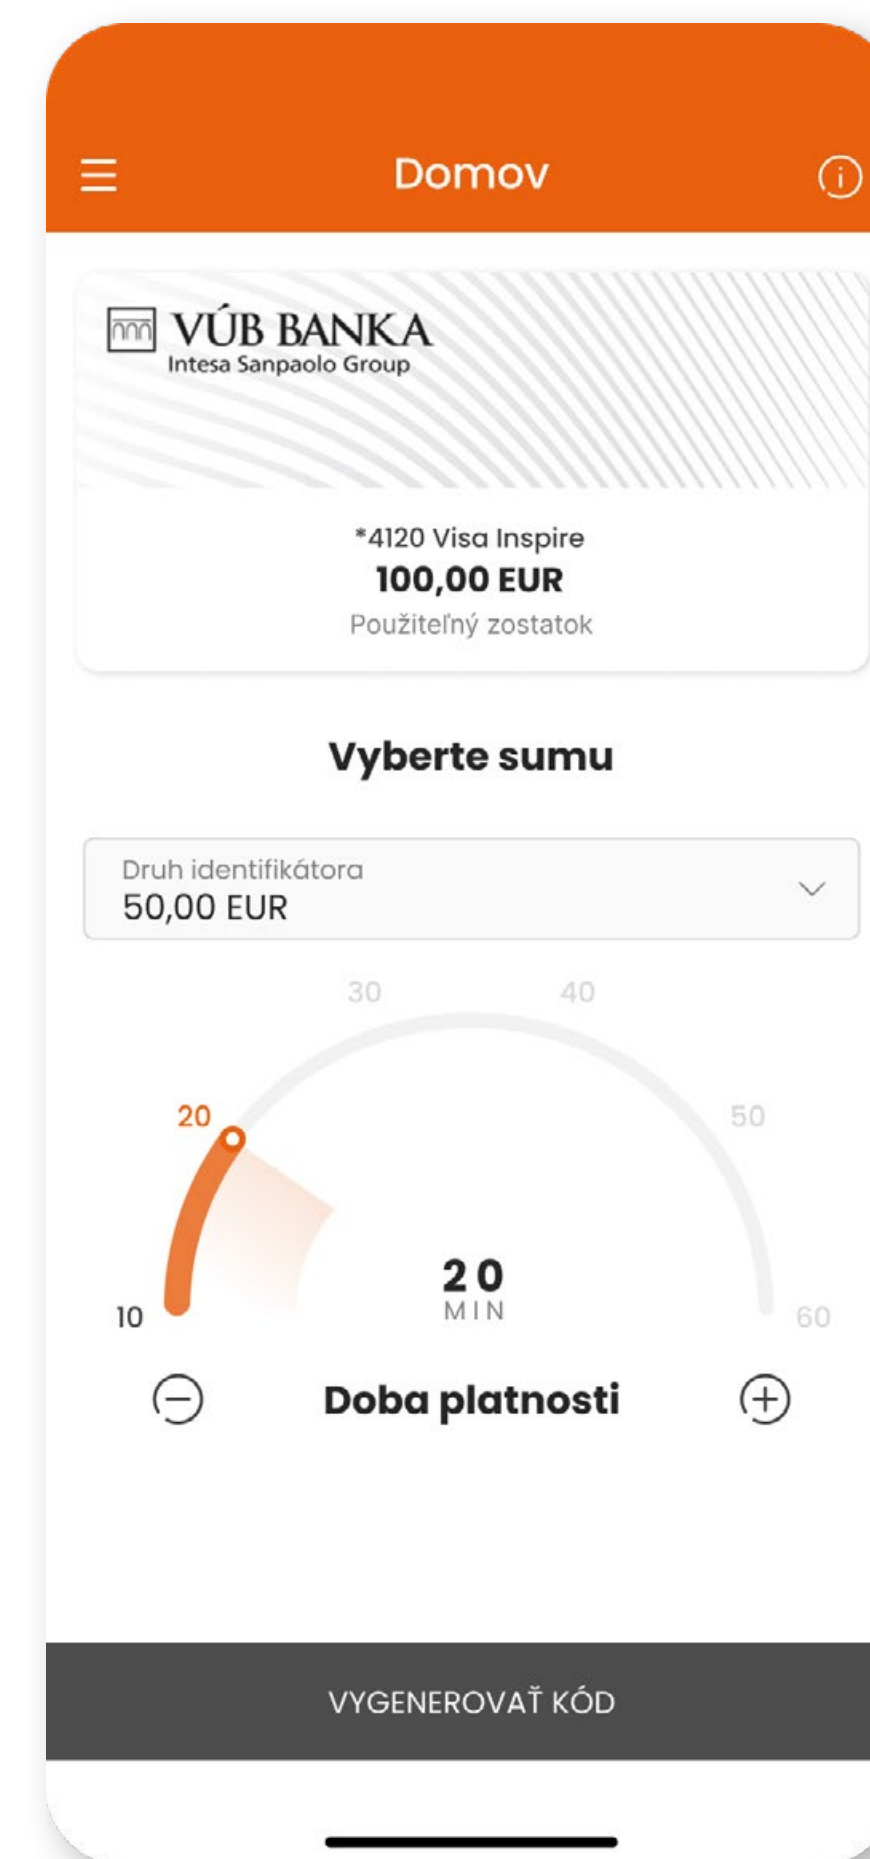 Domov
VÚB BANKA
Intesa Sanpaolo Group
*4120 Visa Inspire
100,00 EUR
Použiteľný zostatok
Vyberte sumu
Druh identifikátora
50,00 EUR
30 40
20 50
20
MIN
10 60
Doba platnosti
VYGENEROVAŤ KÓD